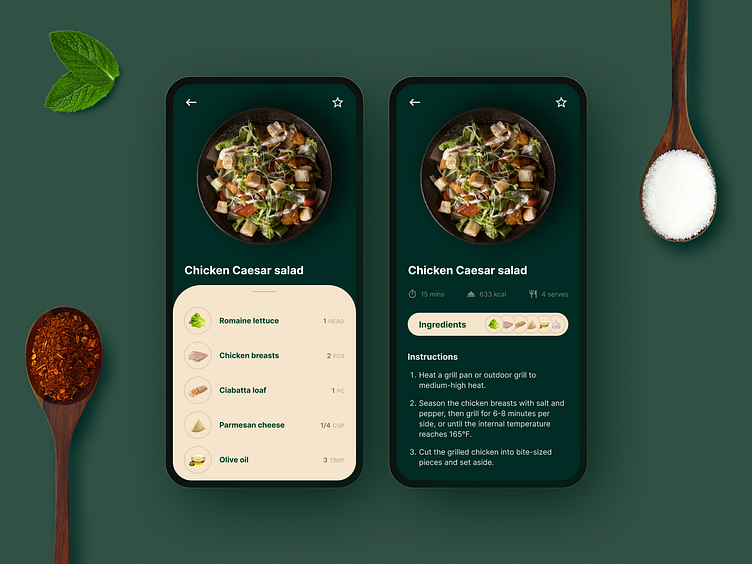 Chicken Caesar salad
Romaine lettuce 1 HEAD
Chicken breasts 2 PCS
Ciabatta loaf 1 PC
Parmesan cheese 1/4 CUP
Olive oil 3 TBSP
Chicken Caesar salad
15 mins 633 kcal 4 serves
Ingredients
Instructions
1. Heat a grill pan or outdoor grill to
medium-high heat.
2. Season the chicken breasts with salt and
pepper, then grill for 6-8 minutes per
side, or until the internal temperature
reaches 165°F.
3. Cut the grilled chicken into bite-sized
pieces and set aside.